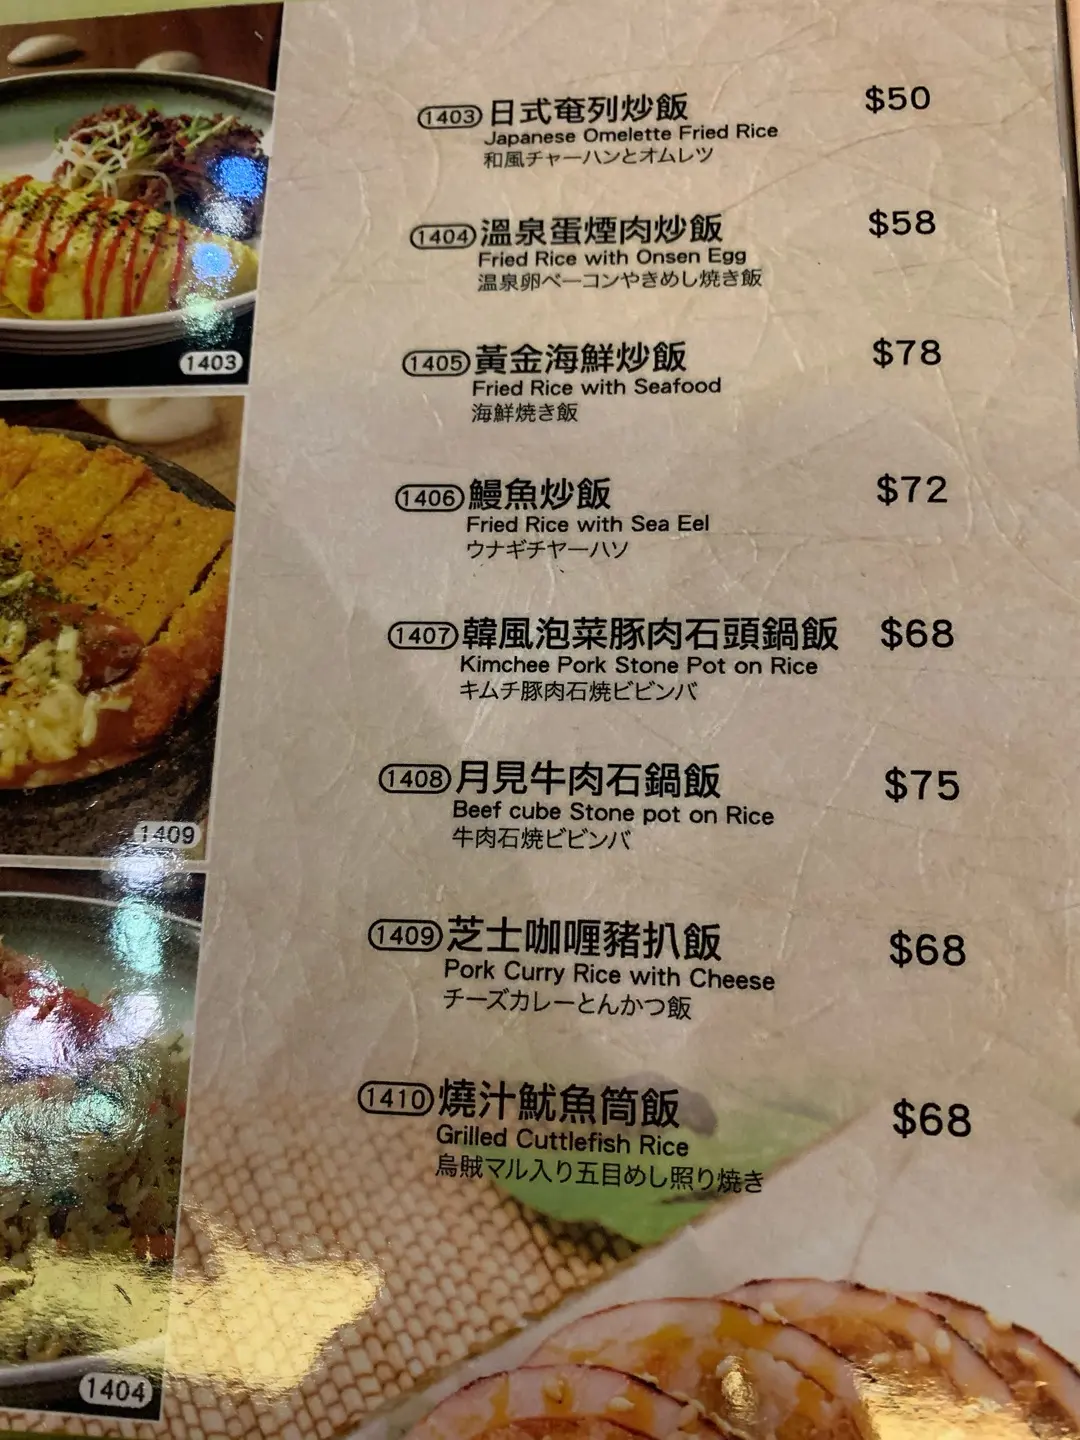 1403 日式奄列炒飯 $50
Japanese Omelette Fried Rice
和風チャーハンとオムレツ
1404 溫泉蛋煙肉炒飯 $58
Fried Rice with Onsen Egg
温泉卵ベーコンやきめし焼き飯
1405 黃金海鮮炒飯 $78
Fried Rice with Seafood
海鮮焼き飯
1406 鰻魚炒飯 $72
Fried Rice with Sea Eel
ウナギチヤーハソ
1407 韓風泡菜豚肉石頭鍋飯 $68
Kimchee Pork Stone Pot on Rice
キムチ豚肉石焼ビビンバ
1408 月見牛肉石鍋飯 $75
Beef cube Stone pot on Rice
牛肉石焼ビビンバ
1409 芝士咖喱豬扒飯 $68
Pork Curry Rice with Cheese
チーズカレーとんかつ飯
1410 燒汁魷魚筒飯 $68
Grilled Cuttlefish Rice
烏賊マル入り五目めし照り焼き
1403
1409
1404